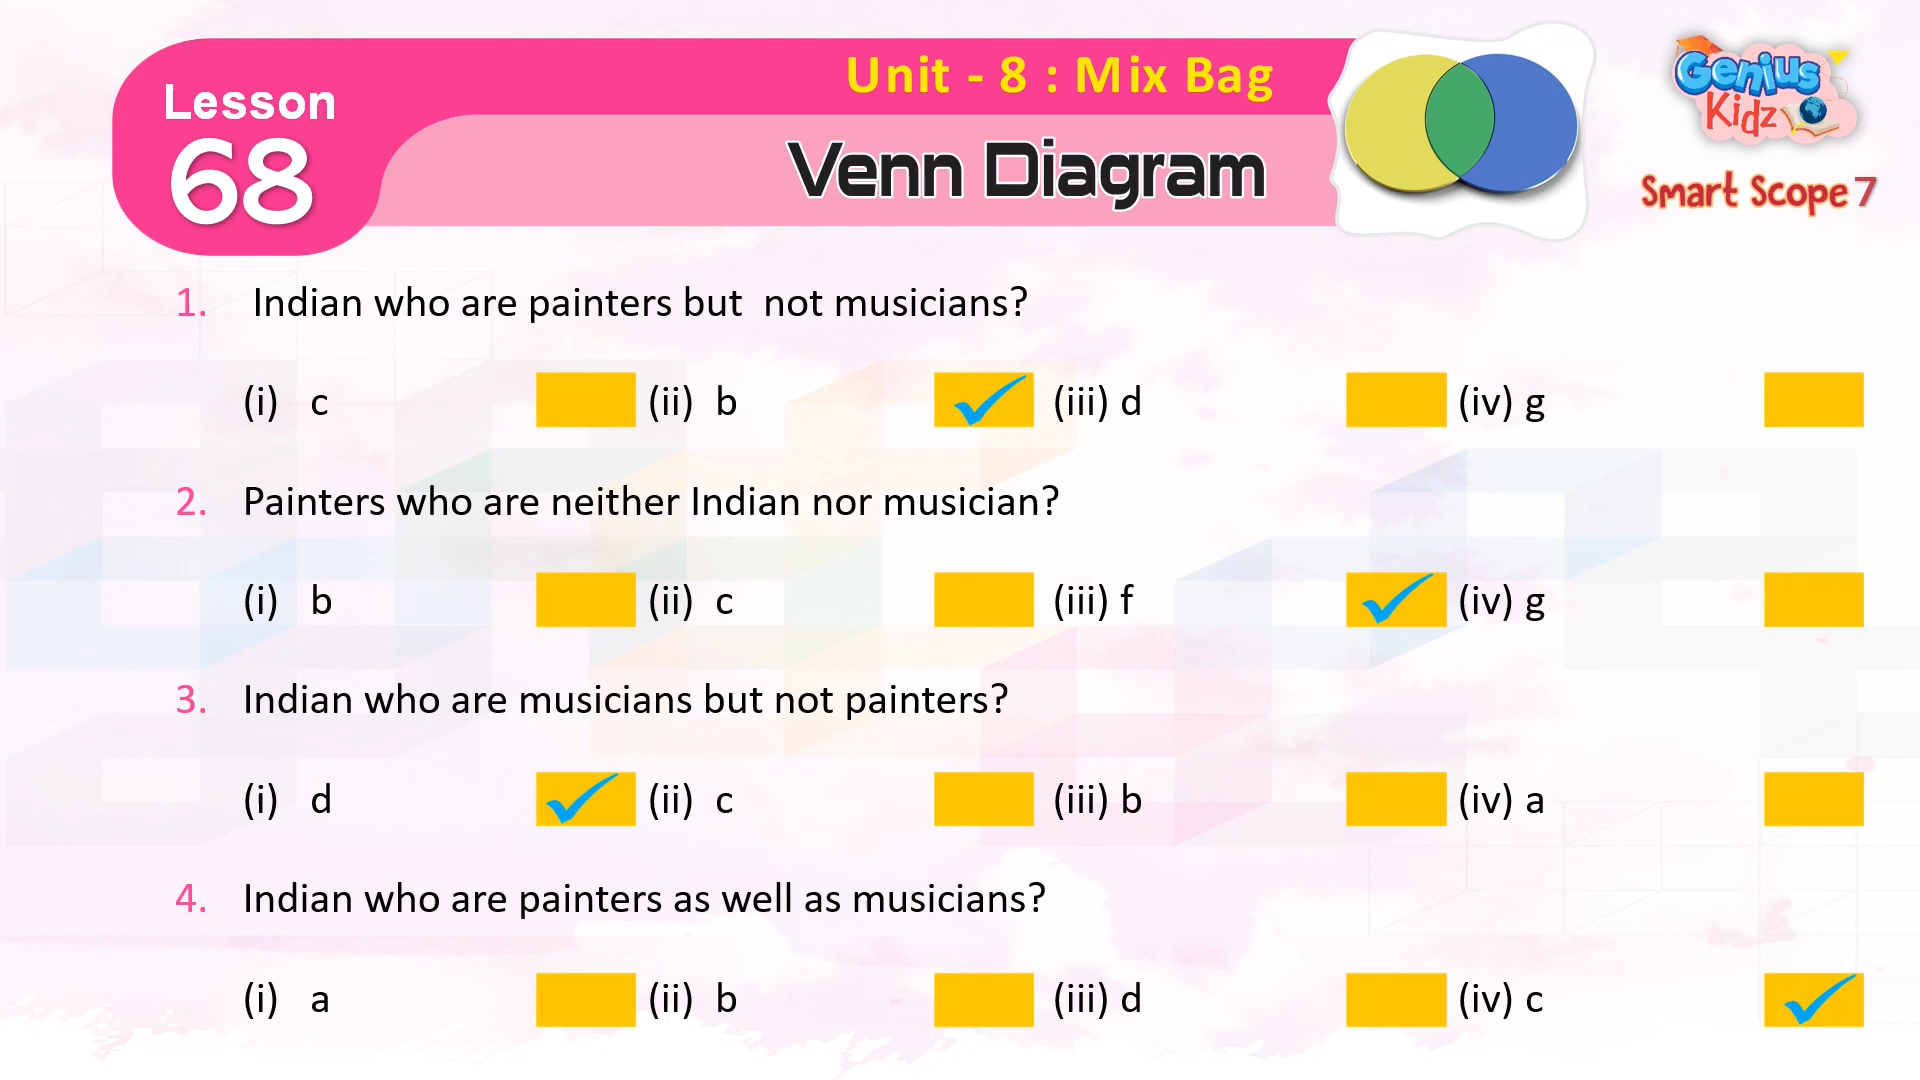 Lesson
68
Unit - 8 : Mix Bag
Venn Diagram
Genius
Kidz
Smart Scope 7
1. Indian who are painters but not musicians?
(i) c (ii) b (iii) d (iv) g
2. Painters who are neither Indian nor musician?
(i) b (ii) c (iii) f (iv) g
3. Indian who are musicians but not painters?
(i) d (ii) c (iii) b (iv) a
4. Indian who are painters as well as musicians?
(i) a (ii) b (iii) d (iv) c